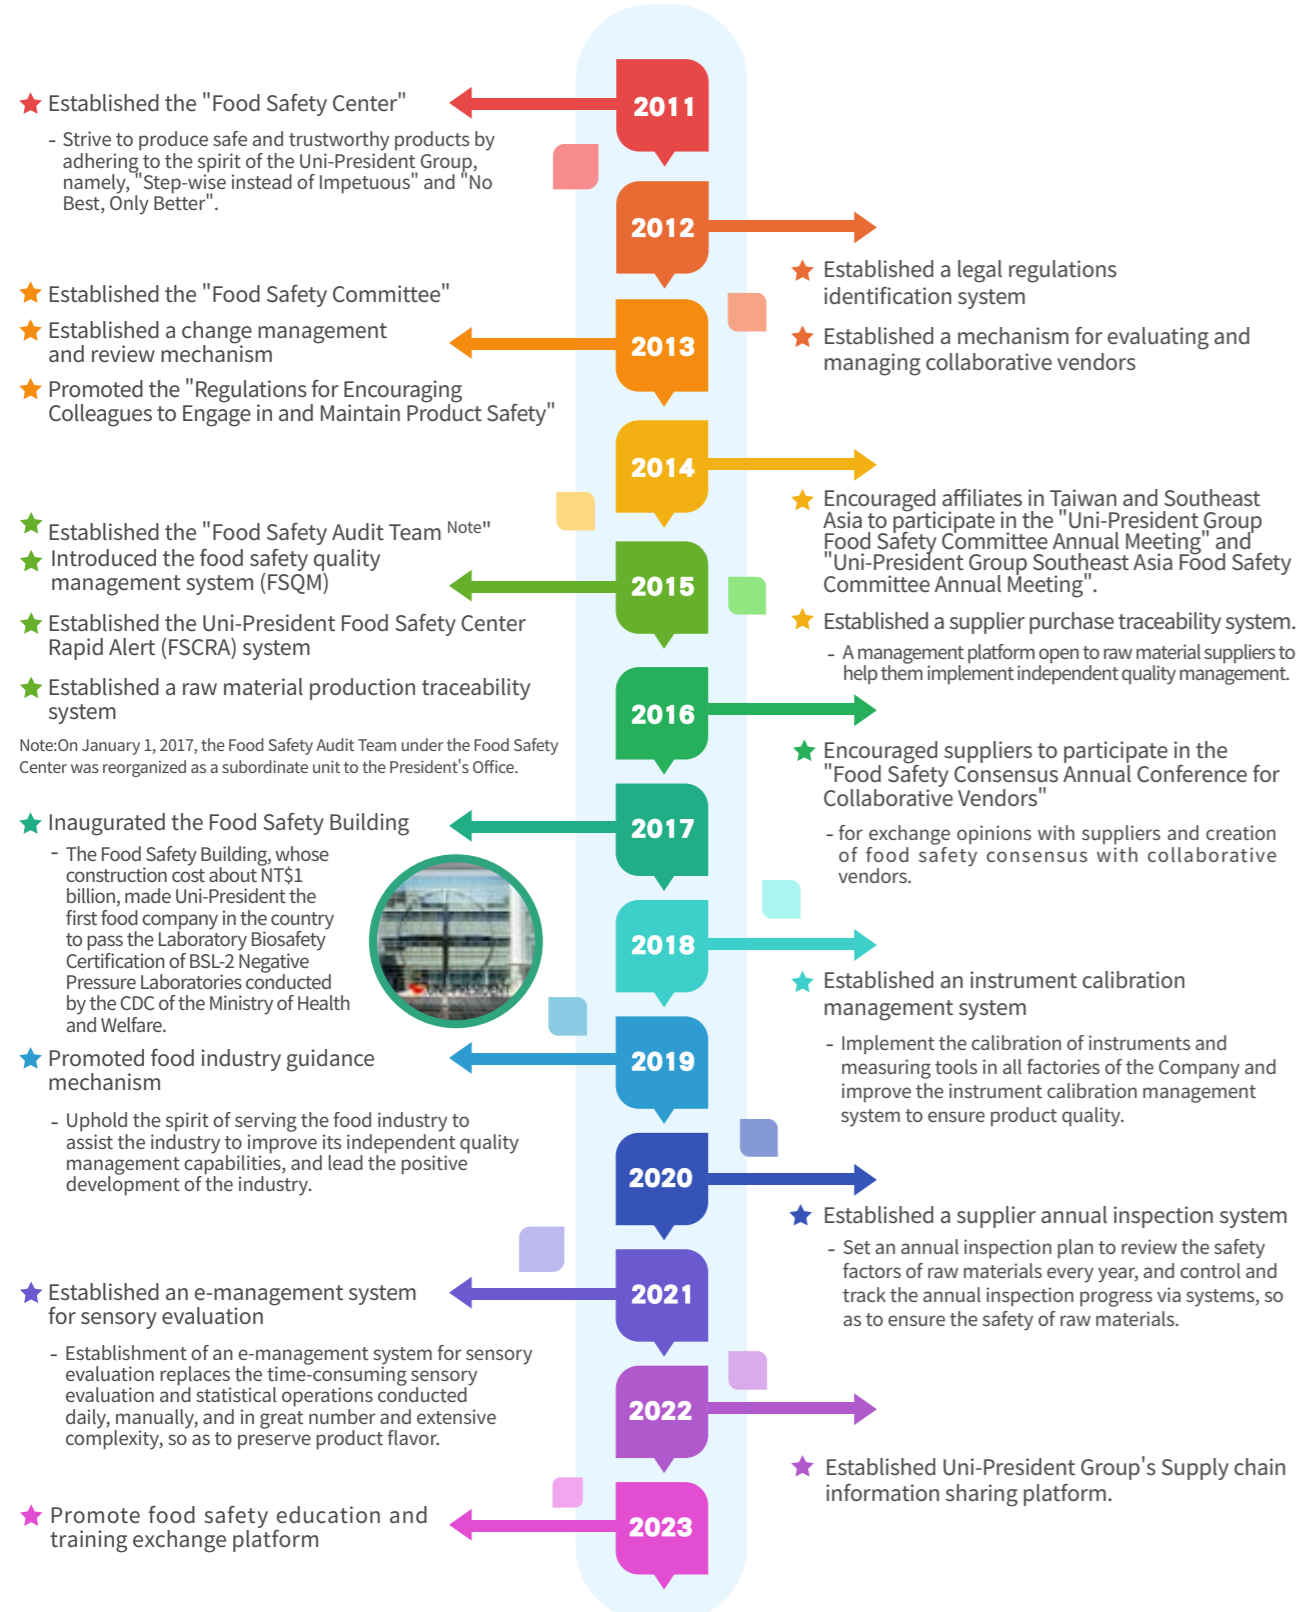 2011
★ Established the "Food Safety Center"
- Strive to produce safe and trustworthy products by
adhering to the spirit of the Uni-President Group,
namely, "Step-wise instead of Impetuous" and "No
Best, Only Better".
2012
★ Established a legal regulations
identification system
★ Established a mechanism for evaluating and
managing collaborative vendors
2013
★ Established the "Food Safety Committee"
★ Established a change management
and review mechanism
★ Promoted the "Regulations for Encouraging
Colleagues to Engage in and Maintain Product Safety"
2014
★ Encouraged affiliates in Taiwan and Southeast
Asia to participate in the "Uni-President Group
Food Safety Committee Annual Meeting" and
"Uni-President Group Southeast Asia Food Safety
Committee Annual Meeting".
★ Established a supplier purchase traceability system.
- A management platform open to raw material suppliers to
help them implement independent quality management.
2015
★ Established the "Food Safety Audit Team Note"
★ Introduced the food safety quality
management system (FSQM)
★ Established the Uni-President Food Safety Center
Rapid Alert (FSCRA) system
★ Established a raw material production traceability
system
Note:On January 1, 2017, the Food Safety Audit Team under the Food Safety
Center was reorganized as a subordinate unit to the President's Office.
2016
★ Encouraged suppliers to participate in the
"Food Safety Consensus Annual Conference for
Collaborative Vendors"
- for exchange opinions with suppliers and creation
of food safety consensus with collaborative
vendors.
2017
★ Inaugurated the Food Safety Building
- The Food Safety Building, whose
construction cost about NT$1
billion, made Uni-President the
first food company in the country
to pass the Laboratory Biosafety
Certification of BSL-2 Negative
Pressure Laboratories conducted
by the CDC of the Ministry of Health
and Welfare.
UNI-PRESIDENT
2018
★ Established an instrument calibration
management system
- Implement the calibration of instruments and
measuring tools in all factories of the Company and
improve the instrument calibration management
system to ensure product quality.
2019
★ Promoted food industry guidance
mechanism
- Uphold the spirit of serving the food industry to
assist the industry to improve its independent quality
management capabilities, and lead the positive
development of the industry.
2020
★ Established a supplier annual inspection system
- Set an annual inspection plan to review the safety
factors of raw materials every year, and control and
track the annual inspection progress via systems, so
as to ensure the safety of raw materials.
2021
★ Established an e-management system
for sensory evaluation
- Establishment of an e-management system for sensory
evaluation replaces the time-consuming sensory
evaluation and statistical operations conducted
daily, manually, and in great number and extensive
complexity, so as to preserve product flavor.
2022
★ Established Uni-President Group's Supply chain
information sharing platform.
2023
★ Promote food safety education and
training exchange platform